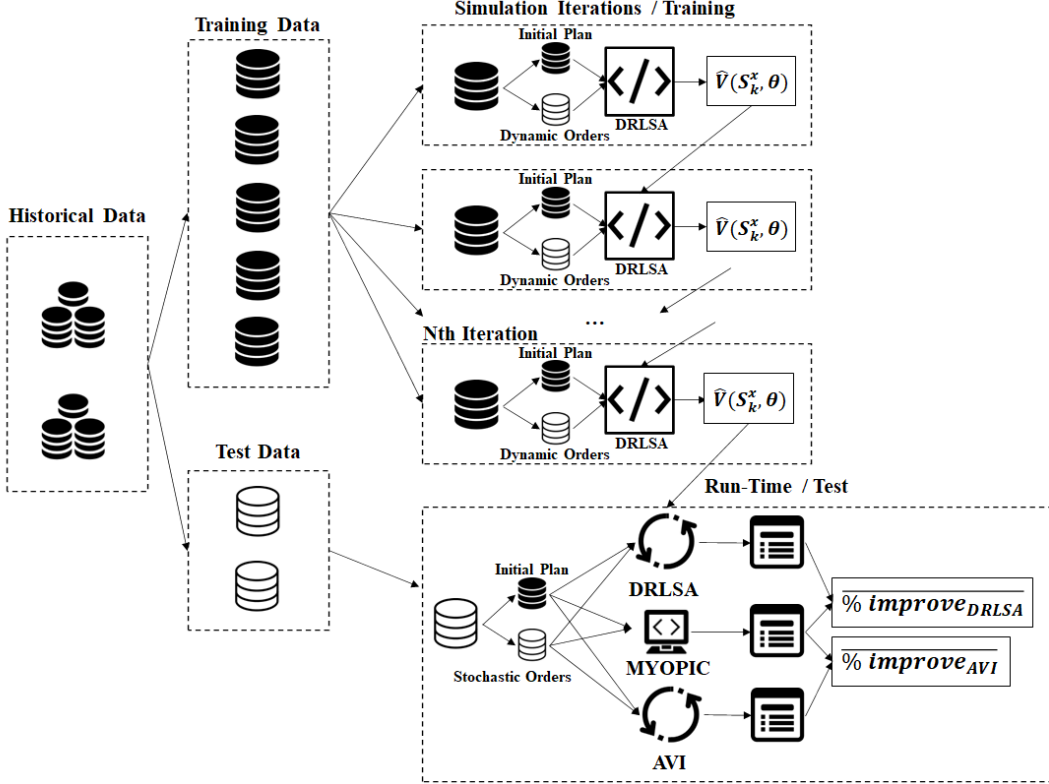 Simulation Iterations / Training
Training Data
Initial Plan
V̂(S_k^x, θ)
DRLSA
Dynamic Orders
Initial Plan
Historical Data
V̂(S_k^x, θ)
DRLSA
Dynamic Orders
...
Nth Iteration
Initial Plan
V̂(S_k^x, θ)
DRLSA
Test Data
Dynamic Orders
Run-Time / Test
Initial Plan
DRLSA
% improve_DRLSA
MYOPIC
% improve_AVI
Stochastic Orders
AVI